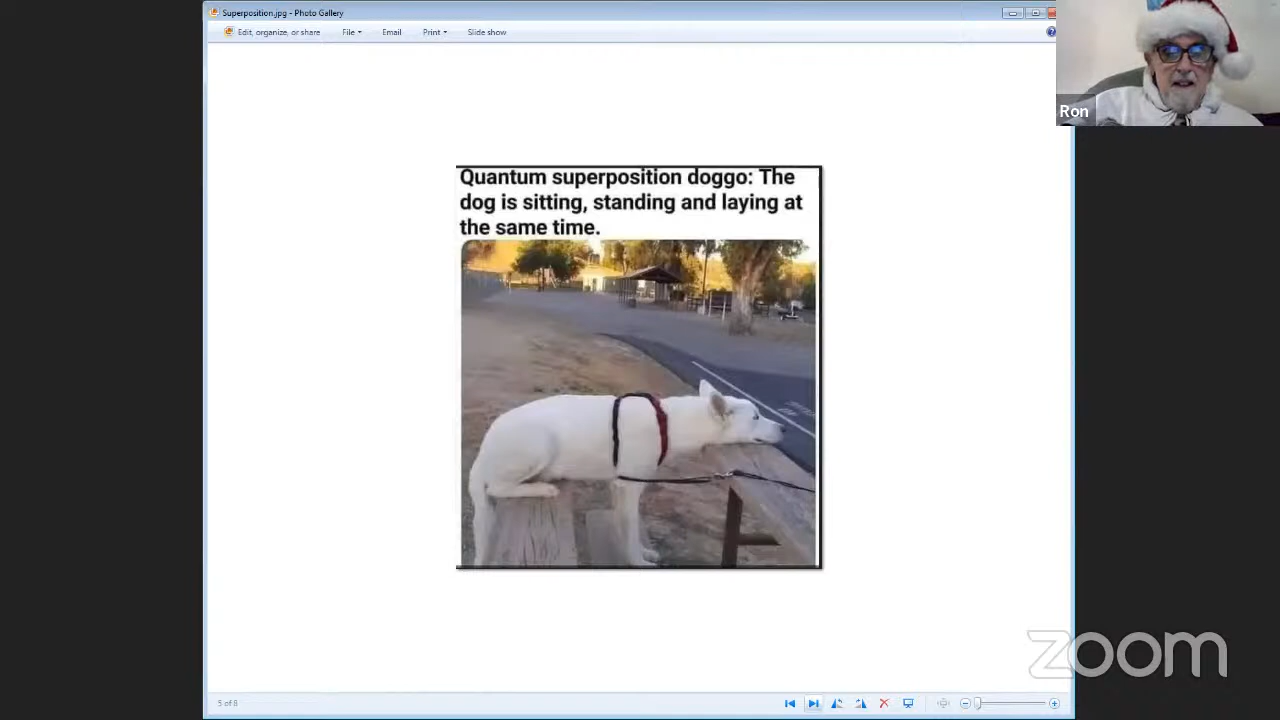 Superposition.jpg - Photo Gallery
Edit, organize, or share File Email Print Slide show
Ron
Quantum superposition doggo: The
dog is sitting, standing and laying at
the same time.
5 of 8
zoom